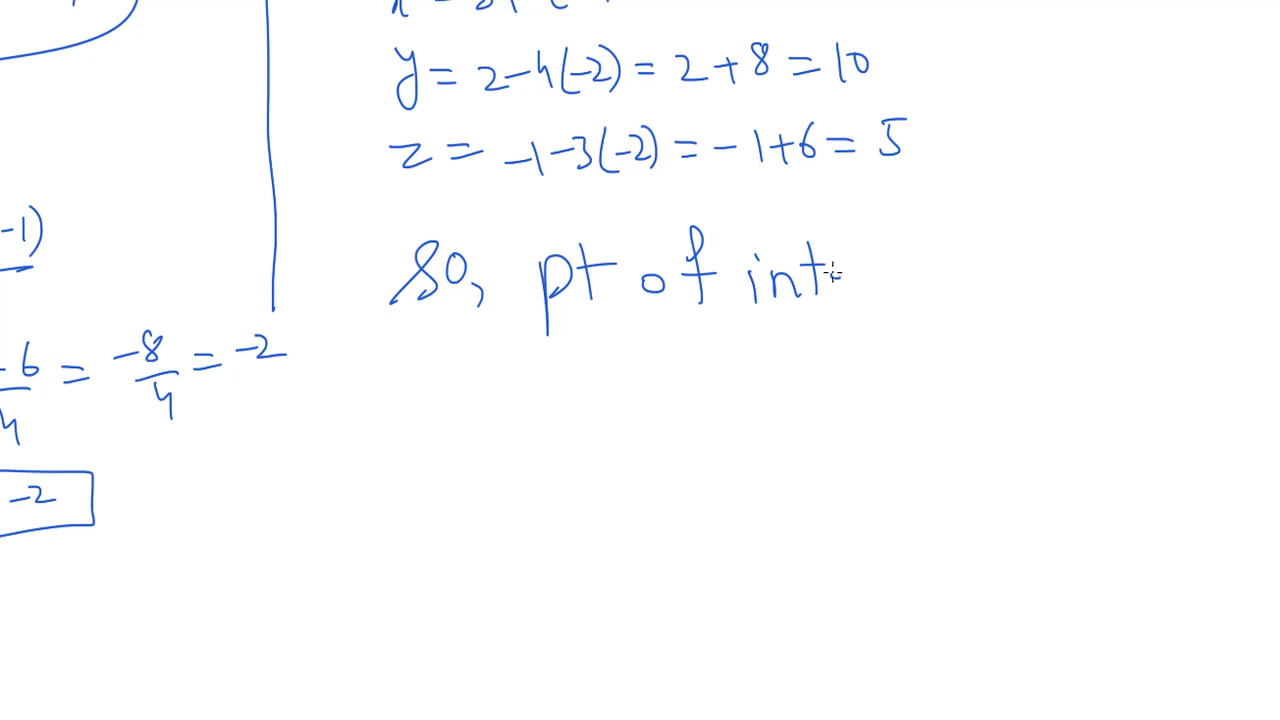 y = 2-4(-2) = 2+8 = 10
z = -1-3(-2) = -1+6 = 5
-1)
So, pt of int
6 = -8/4 = -2
4
-2